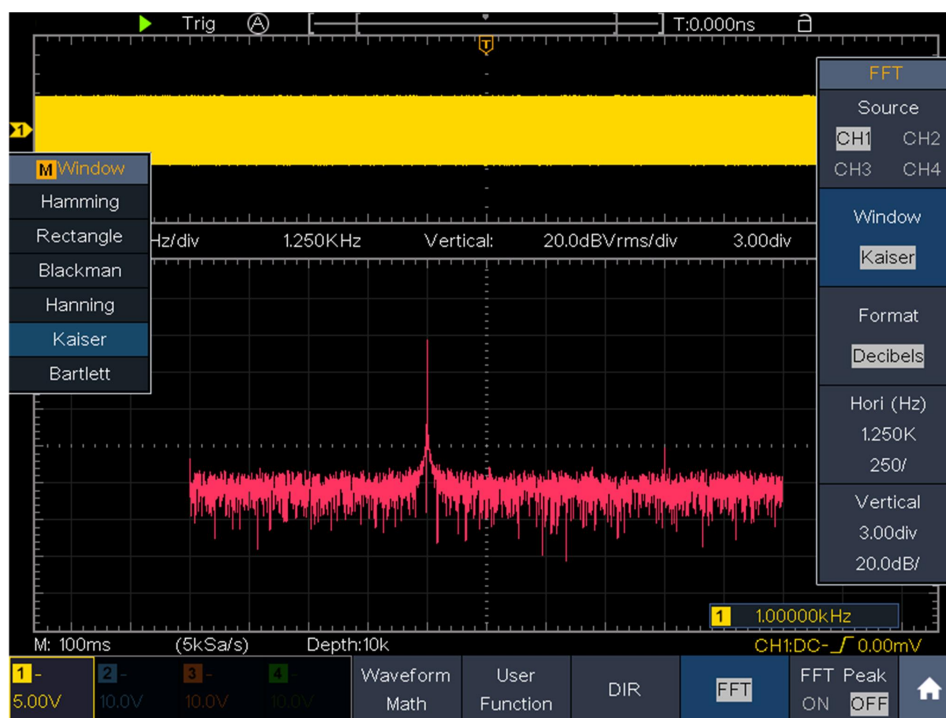 Trig A T:0.000ns
T
FFT
Source
CH1 CH2
CH3 CH4
1
M Window
Hamming
Rectangle
Blackman
Hanning
Kaiser
Bartlett
Hz/div 1.250KHz Vertical: 20.0dBVrms/div 3.00div
Window
Kaiser
Format
Decibels
Hori (Hz)
1.250K
250/
Vertical
3.00div
20.0dB/
1 1.00000kHz
M: 100ms (5kSa/s) Depth:10k CH1:DC- 0.00mV
1 -
5.00V
2 -
10.0V
3 -
10.0V
4 -
10.0V
Waveform
Math
User
Function
DIR
FFT
FFT Peak
ON OFF